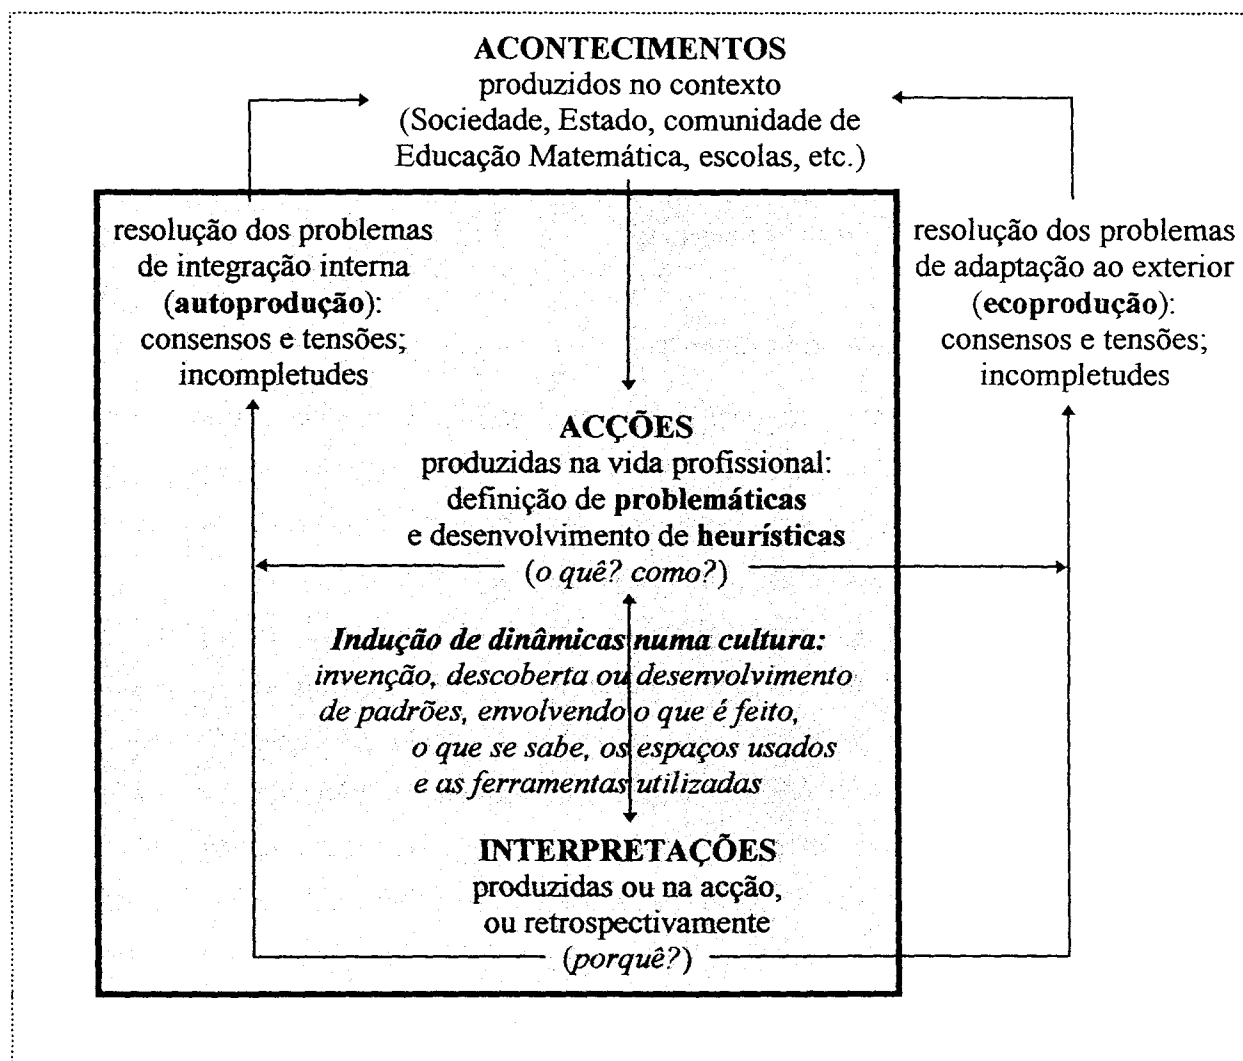 ACONTECIMENTOS
produzidos no contexto
(Sociedade, Estado, comunidade de
Educação Matemática, escolas, etc.)
resolução dos problemas
de integração interna
(autoprodução):
consensos e tensões;
incompletudes
resolução dos problemas
de adaptação ao exterior
(ecoprodução):
consensos e tensões;
incompletudes
ACÇÕES
produzidas na vida profissional:
definição de problemáticas
e desenvolvimento de heurísticas
(o quê? como?)
Indução de dinâmicas numa cultura:
invenção, descoberta ou desenvolvimento
de padrões, envolvendo o que é feito,
o que se sabe, os espaços usados
e as ferramentas utilizadas
INTERPRETAÇÕES
produzidas ou na acção,
ou retrospectivamente
(porquê?)